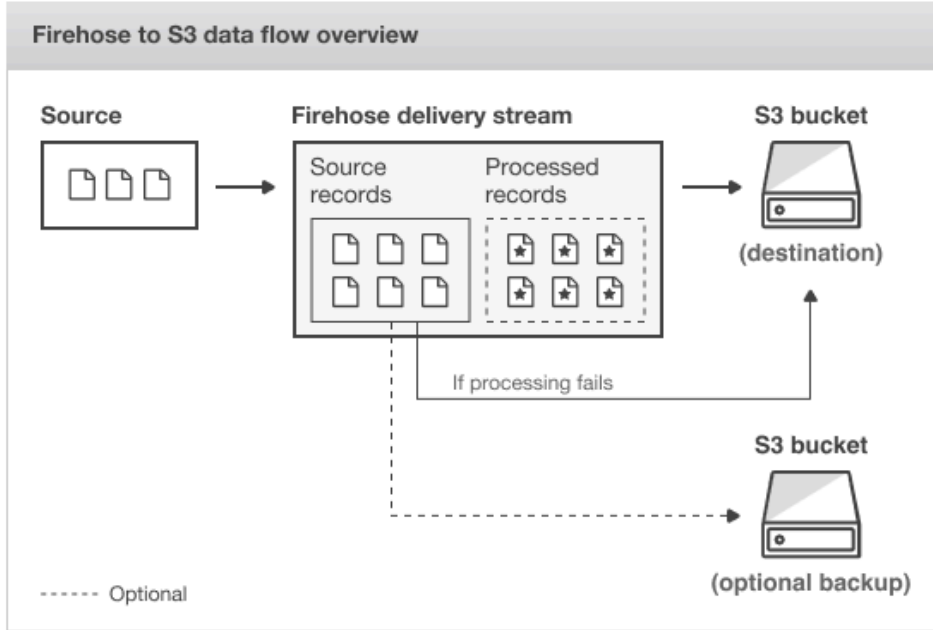 Firehose to S3 data flow overview
Source
Firehose delivery stream
S3 bucket
Source
records
Processed
records
(destination)
If processing fails
S3 bucket
(optional backup)
Optional